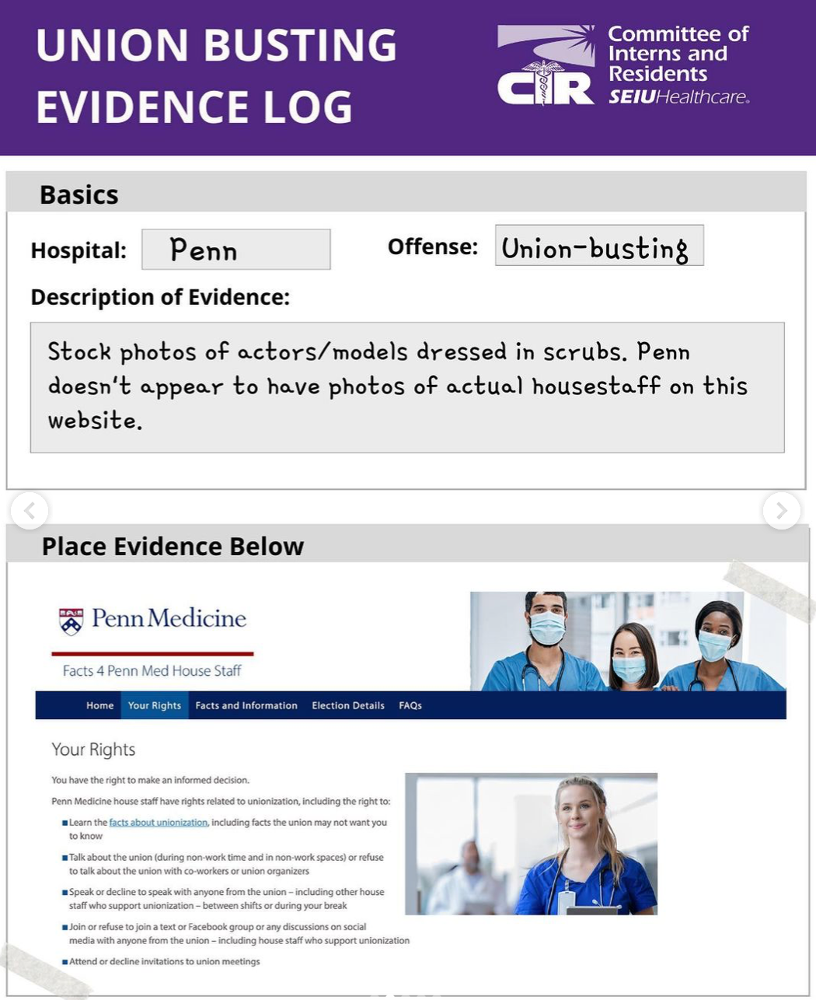 UNION BUSTING
EVIDENCE LOG
CIR
Committee of
Interns and
Residents
SEIUHealthcare®
Basics
Hospital: Penn
Offense: Union-busting
Description of Evidence:
Stock photos of actors/models dressed in scrubs. Penn
doesn't appear to have photos of actual housestaff on this
website.
Place Evidence Below
Penn Medicine
Facts 4 Penn Med House Staff
Home Your Rights Facts and Information Election Details FAQs
Your Rights
You have the right to make an informed decision.
Penn Medicine house staff have rights related to unionization, including the right to:
■ Learn the facts about unionization, including facts the union may not want you
to know
■ Talk about the union (during non-work time and in non-work spaces) or refuse
to talk about the union with co-workers or union organizers
■ Speak or decline to speak with anyone from the union – including other house
staff who support unionization – between shifts or during your break
■ Join or refuse to join a text or Facebook group or any discussions on social
media with anyone from the union – including house staff who support unionization
■ Attend or decline invitations to union meetings